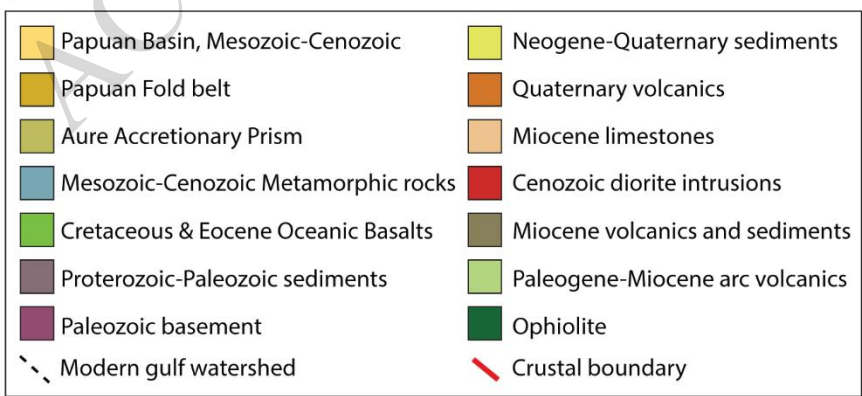 AC
Papuan Basin, Mesozoic-Cenozoic
Papuan Fold belt
Aure Accretionary Prism
Mesozoic-Cenozoic Metamorphic rocks
Cretaceous & Eocene Oceanic Basalts
Proterozoic-Paleozoic sediments
Paleozoic basement
Modern gulf watershed
Neogene-Quaternary sediments
Quaternary volcanics
Miocene limestones
Cenozoic diorite intrusions
Miocene volcanics and sediments
Paleogene-Miocene arc volcanics
Ophiolite
Crustal boundary